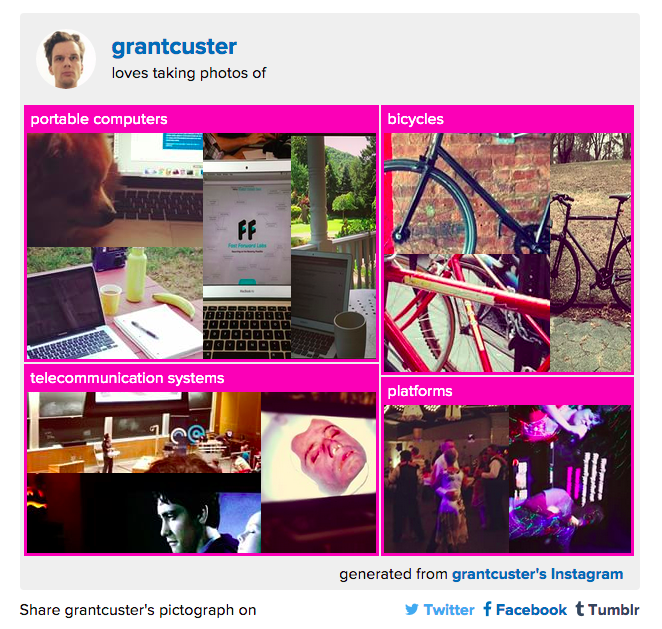 grantcuster
loves taking photos of
portable computers
bicycles
FF
Fast Forward Labs
telecommunication systems
platforms
generated from grantcuster's Instagram
Share grantcuster's pictograph on
Twitter
Facebook
Tumblr